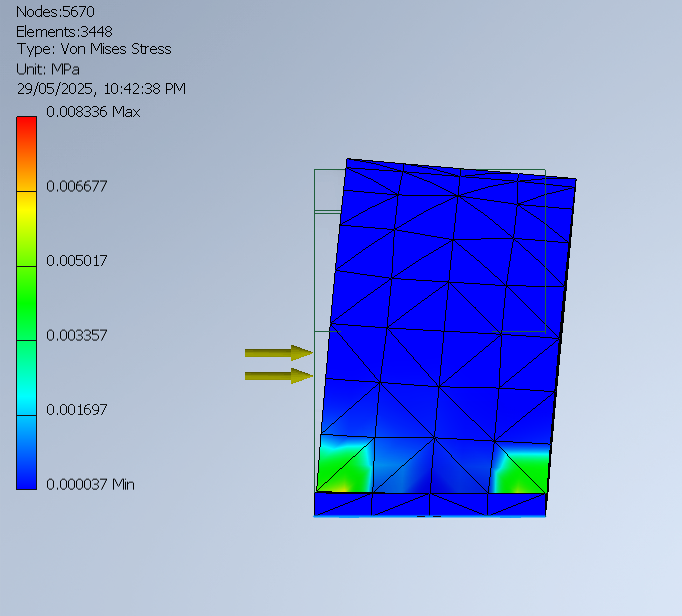 Nodes:5670
Elements:3448
Type: Von Mises Stress
Unit: MPa
29/05/2025, 10:42:38 PM
0.008336 Max
0.006677
0.005017
0.003357
0.001697
0.000037 Min